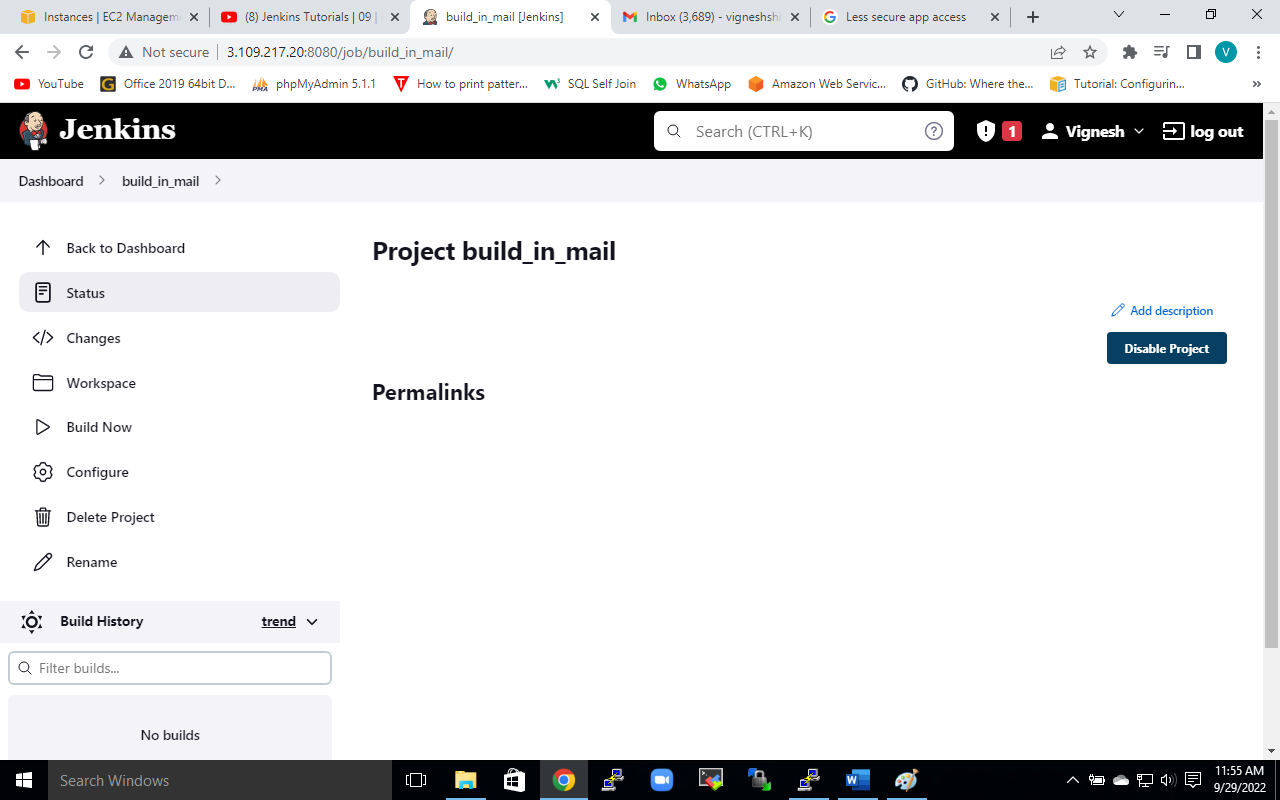 Instances | EC2 Managem
(8) Jenkins Tutorials | 09 |
build_in_mail [Jenkins]
Inbox (3,689) - vigneshshi
Less secure app access
Not secure
3.109.217.20:8080/job/build_in_mail/
V
YouTube
Office 2019 64bit D...
phpMyAdmin 5.1.1
How to print patter...
SQL Self Join
WhatsApp
Amazon Web Servic...
GitHub: Where the...
Tutorial: Configurin...
Jenkins
Search (CTRL+K)
1
Vignesh
log out
Dashboard
build_in_mail
Back to Dashboard
Status
Changes
Workspace
Build Now
Configure
Delete Project
Rename
Project build_in_mail
Add description
Disable Project
Permalinks
Build History
trend
Filter builds...
No builds
Search Windows
11:55 AM
9/29/2022